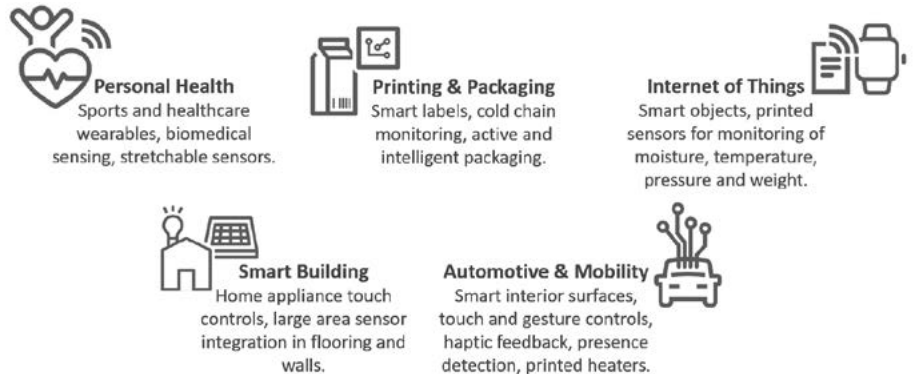 Personal Health
Sports and healthcare
wearables, biomedical
sensing, stretchable sensors.
Printing & Packaging
Smart labels, cold chain
monitoring, active and
intelligent packaging.
Internet of Things
Smart objects, printed
sensors for monitoring of
moisture, temperature,
pressure and weight.
Smart Building
Home appliance touch
controls, large area sensor
integration in flooring and
walls.
Automotive & Mobility
Smart interior surfaces,
touch and gesture controls,
haptic feedback, presence
detection, printed heaters.